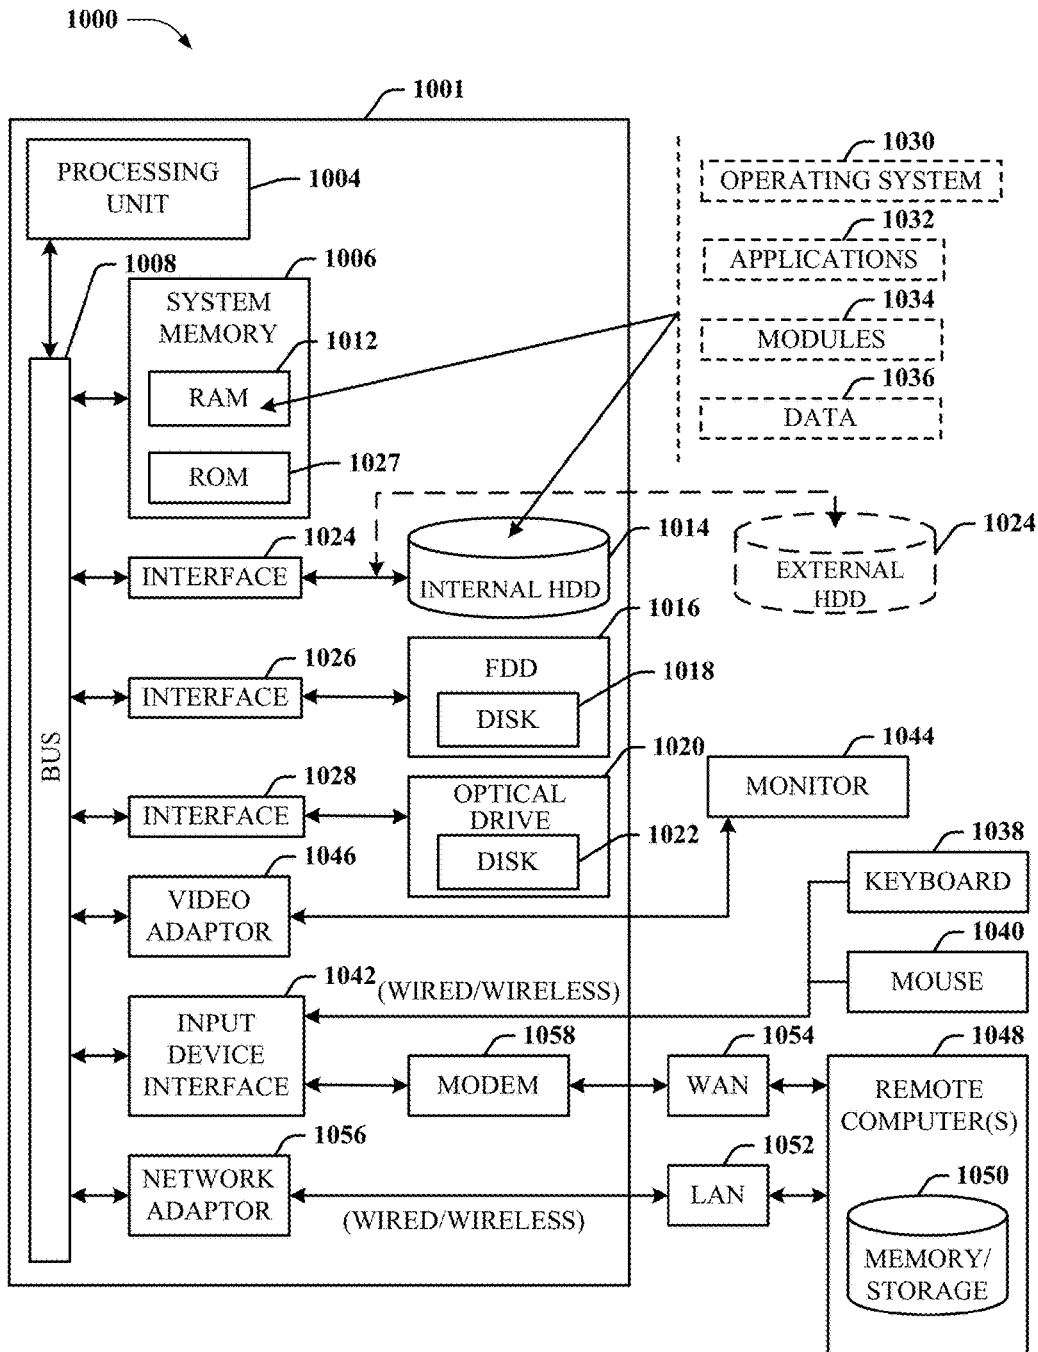 1000
1001
PROCESSING
UNIT
1004
1030
OPERATING SYSTEM
1032
APPLICATIONS
1034
MODULES
1036
DATA
1008
1006
SYSTEM
MEMORY
1012
RAM
1027
ROM
1024
INTERFACE
1014
INTERNAL HDD
1024
EXTERNAL
HDD
1026
INTERFACE
1016
FDD
1018
DISK
BUS
1028
INTERFACE
1020
OPTICAL
DRIVE
1022
DISK
1044
MONITOR
1046
VIDEO
ADAPTOR
1038
KEYBOARD
1040
MOUSE
1042
(WIRED/WIRELESS)
INPUT
DEVICE
INTERFACE
1058
MODEM
1054
WAN
1048
REMOTE
COMPUTER(S)
1056
NETWORK
ADAPTOR
(WIRED/WIRELESS)
1052
LAN
1050
MEMORY/
STORAGE